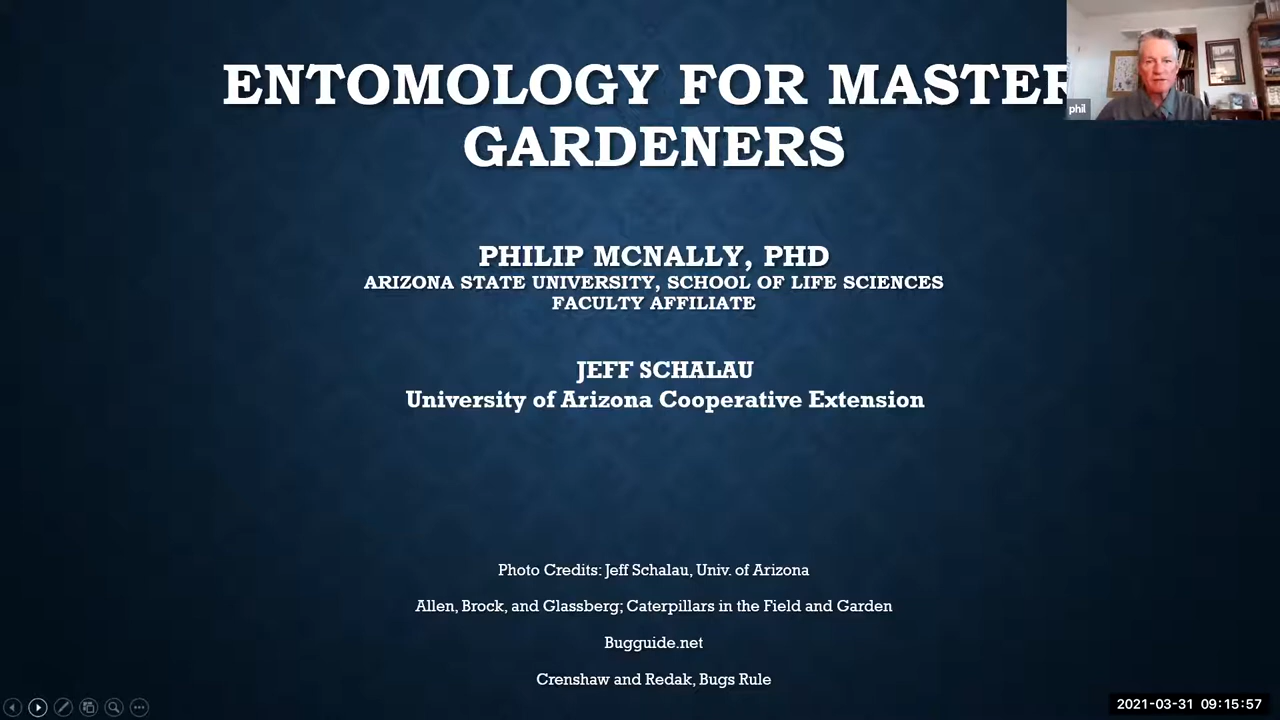 ENTOMOLOGY FOR MASTER
GARDENERS
phil
PHILIP MCNALLY, PHD
ARIZONA STATE UNIVERSITY, SCHOOL OF LIFE SCIENCES
FACULTY AFFILIATE
JEFF SCHALAU
University of Arizona Cooperative Extension
Photo Credits: Jeff Schalau, Univ. of Arizona
Allen, Brock, and Glassberg; Caterpillars in the Field and Garden
Bugguide.net
Crenshaw and Redak, Bugs Rule
2021-03-31 09:15:57